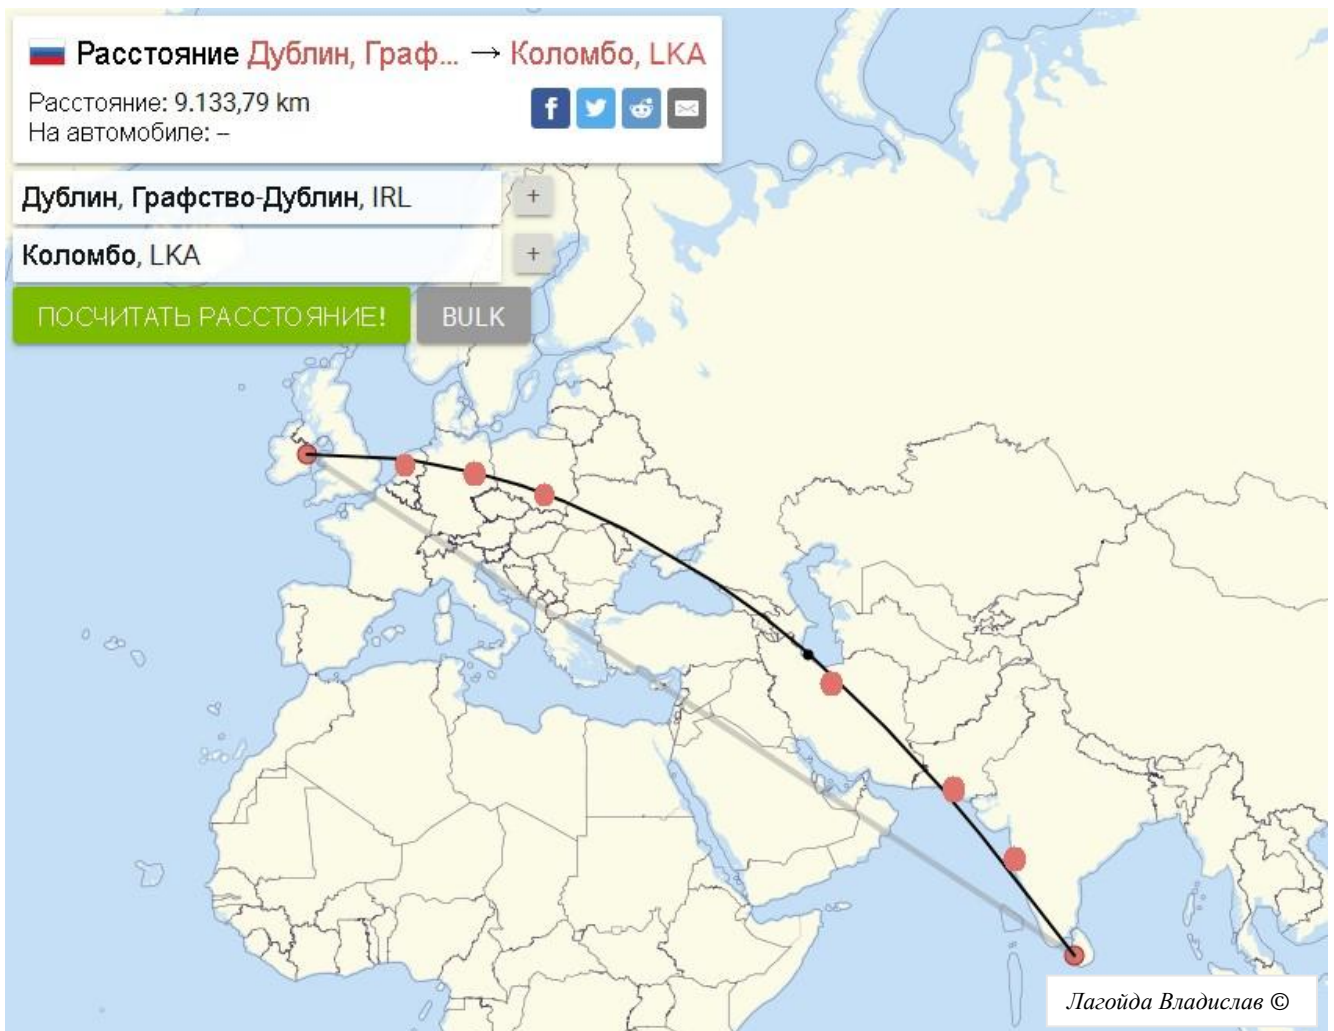 Расстояние Дублин, Граф... → Коломбо, LKA
Расстояние: 9.133,79 km
На автомобиле: –
Дублин, Графство-Дублин, IRL
+
Коломбо, LKA
+
ПОСЧИТАТЬ РАССТОЯНИЕ!
BULK
Лагойда Владислав ©